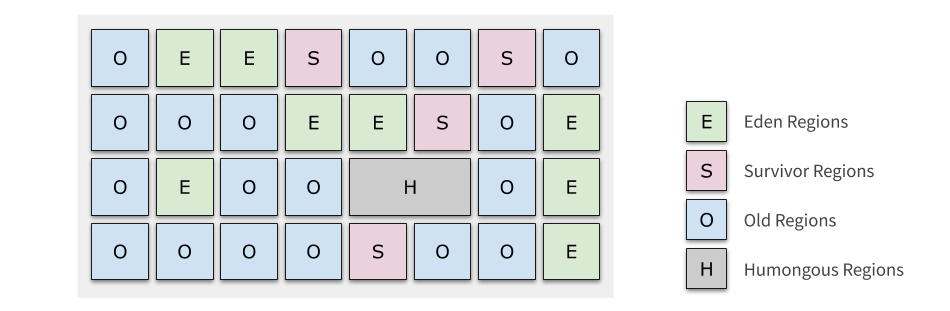 O E E S O O S O
O O O E E S O E
E Eden Regions
S Survivor Regions
O E O O H O E
O Old Regions
O O O O S O O E
H Humongous Regions